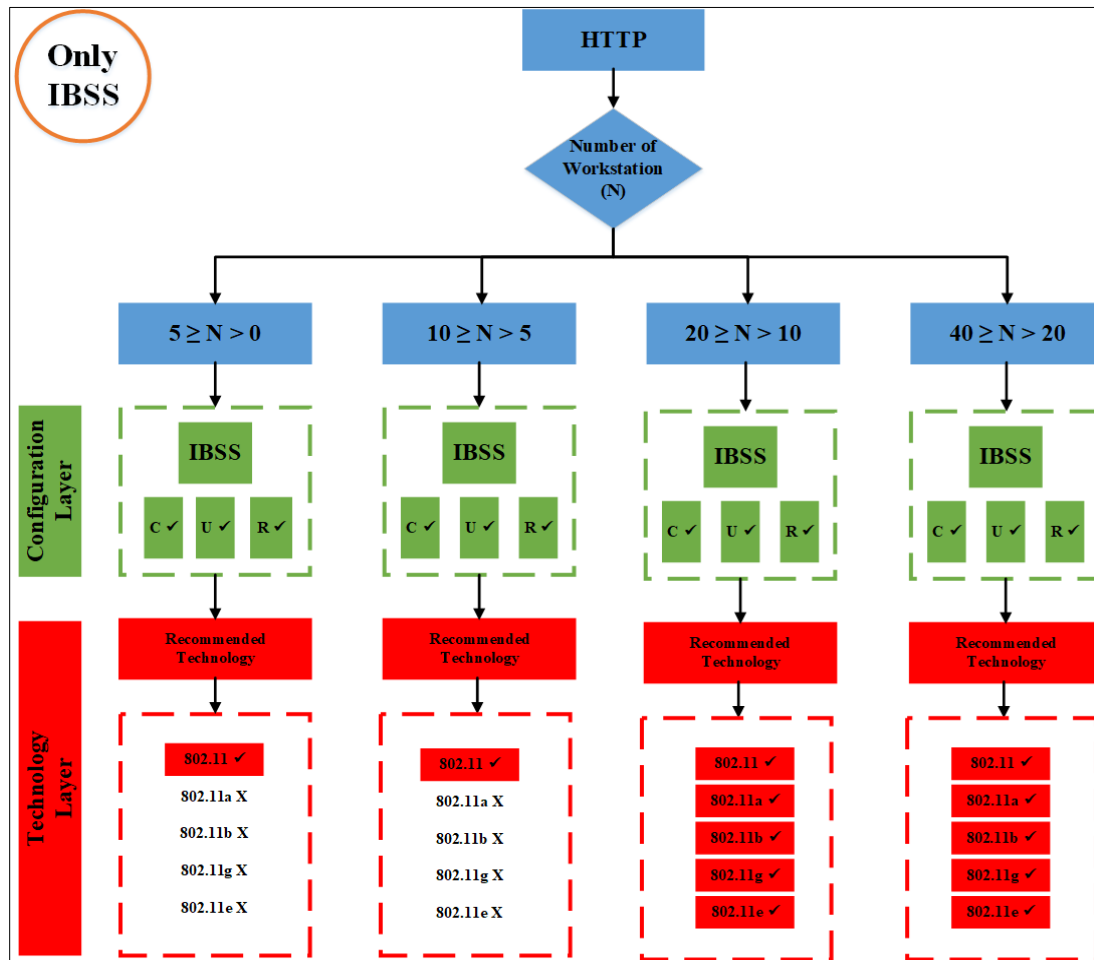 Only
IBSS
HTTP
Number of
Workstation
(N)
5 ≥ N > 0
10 ≥ N > 5
20 ≥ N > 10
40 ≥ N > 20
Configuration
Layer
IBSS
C ✓ U ✓ R ✓
IBSS
C ✓ U ✓ R ✓
IBSS
C ✓ U ✓ R ✓
IBSS
C ✓ U ✓ R ✓
Technology
Layer
Recommended
Technology
Recommended
Technology
Recommended
Technology
Recommended
Technology
802.11 ✓
802.11a X
802.11b X
802.11g X
802.11e X
802.11 ✓
802.11a X
802.11b X
802.11g X
802.11e X
802.11 ✓
802.11a ✓
802.11b ✓
802.11g ✓
802.11e ✓
802.11 ✓
802.11a ✓
802.11b ✓
802.11g ✓
802.11e ✓